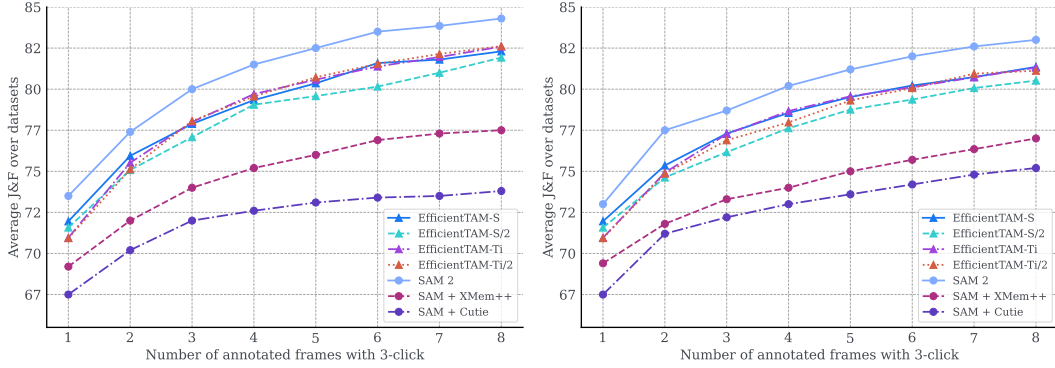 85
82
80
77
75
72
70
67
Average J&F over datasets
1 2 3 4 5 6 7 8
Number of annotated frames with 3-click
EfficientTAM-S
EfficientTAM-S/2
EfficientTAM-Ti
EfficientTAM-Ti/2
SAM 2
SAM + XMem++
SAM + Cutie
85
82
80
77
75
72
70
67
Average J&F over datasets
1 2 3 4 5 6 7 8
Number of annotated frames with 3-click
EfficientTAM-S
EfficientTAM-S/2
EfficientTAM-Ti
EfficientTAM-Ti/2
SAM 2
SAM + XMem++
SAM + Cutie